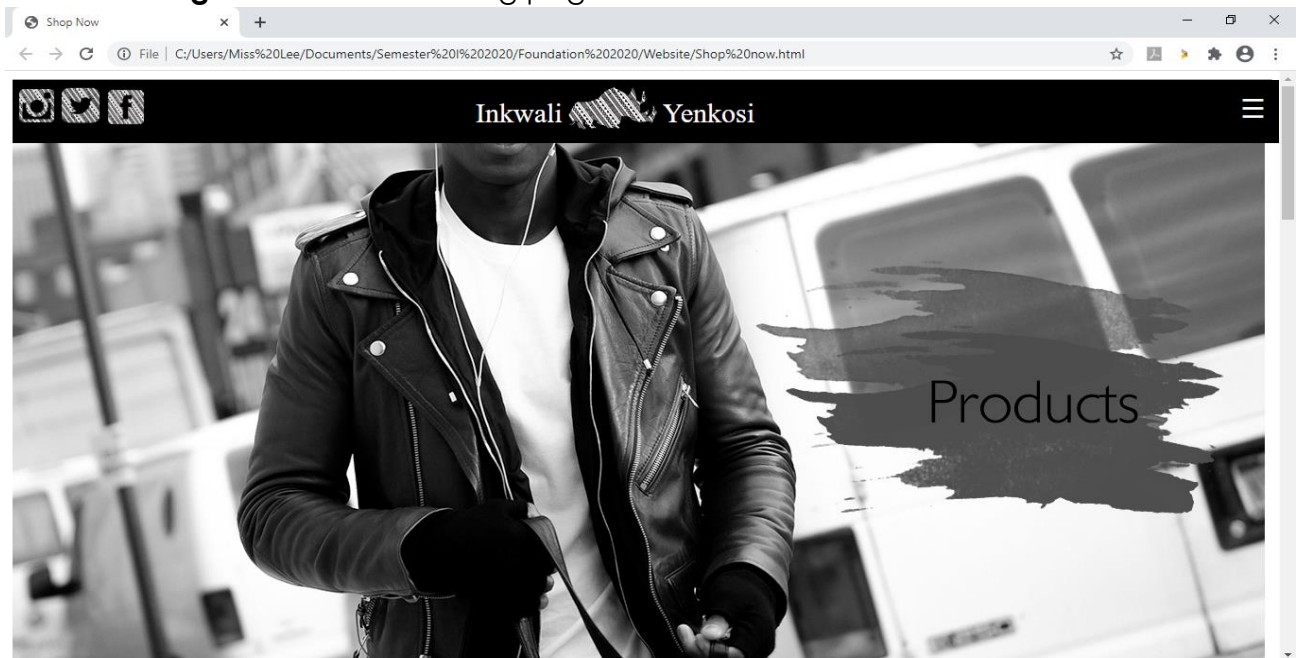 Shop Now
File | C:/Users/Miss%20Lee/Documents/Semester%20I%202020/Foundation%202020/Website/Shop%20now.html
Inkwali Yenkosi
Products